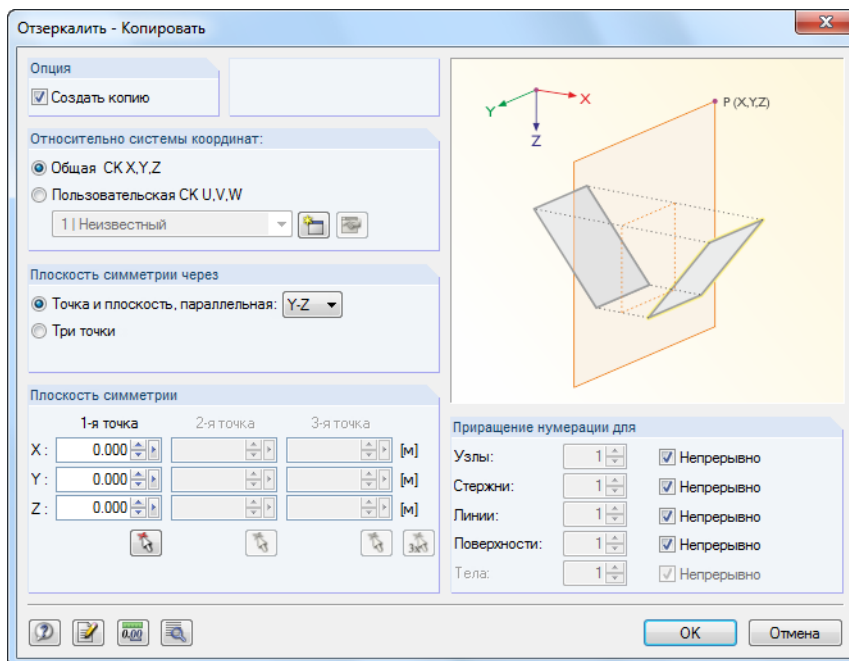 Отзеркалить - Копировать
Опция
Создать копию
Относительно системы координат:
Общая СК X,Y,Z
Пользовательская СК U,V,W
1 | Неизвестный
Плоскость симметрии через
Точка и плоскость, параллельная: Y-Z
Три точки
Плоскость симметрии
1-я точка 2-я точка 3-я точка
X: 0.000 [м]
Y: 0.000 [м]
Z: 0.000 [м]
3x
X
Y
Z
P (X,Y,Z)
Приращение нумерации для
Узлы: 1 Непрерывно
Стержни: 1 Непрерывно
Линии: 1 Непрерывно
Поверхности: 1 Непрерывно
Тела: 1 Непрерывно
0.00
OK Отмена